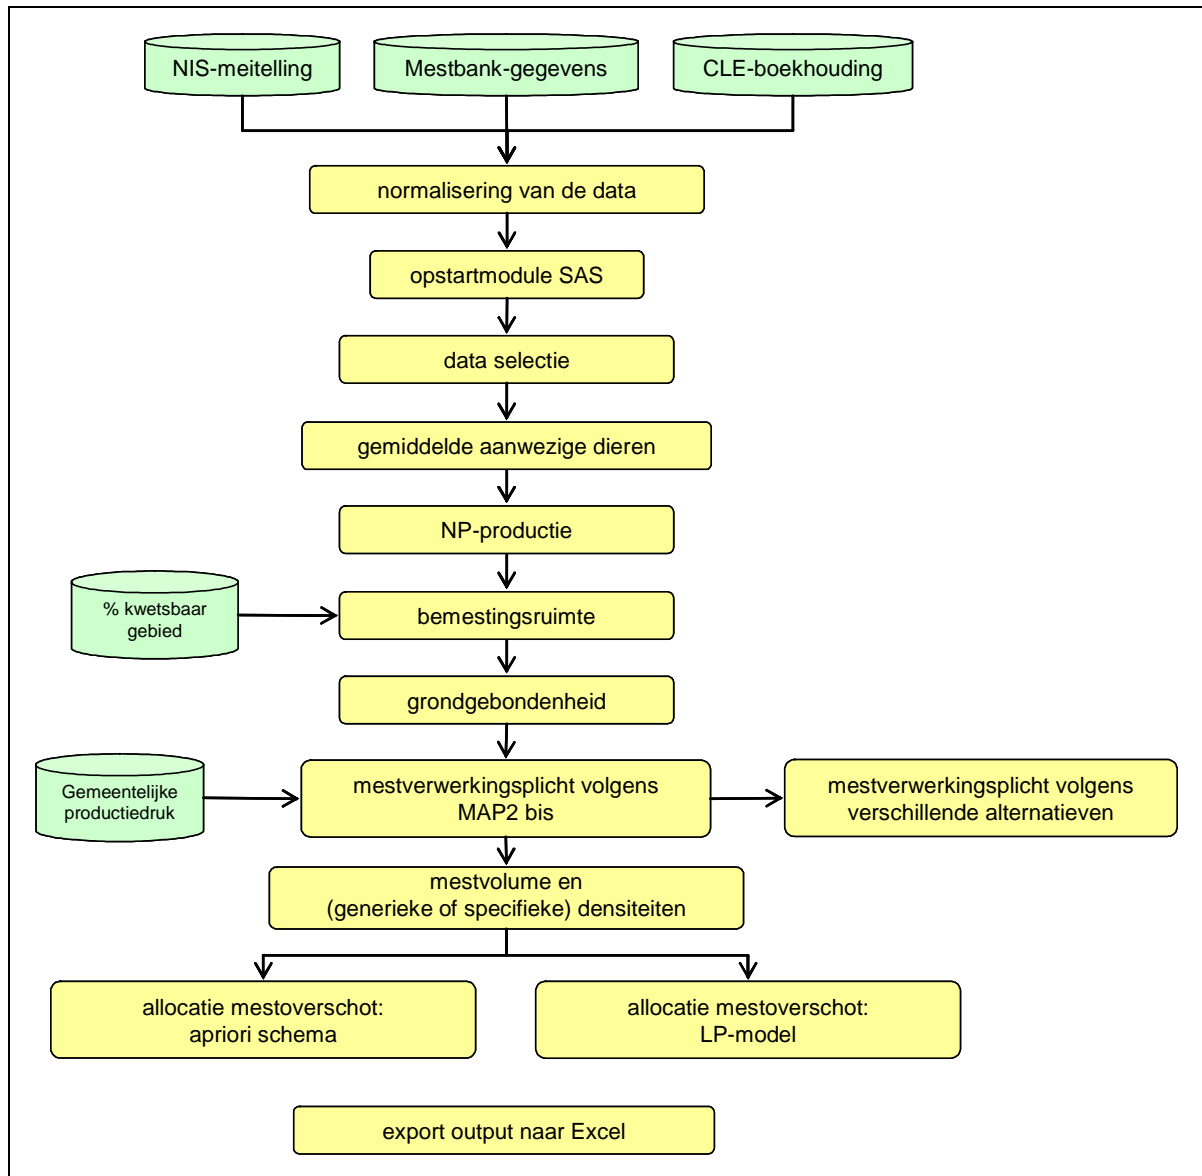 NIS-meitelling
Mestbank-gegevens
CLE-boekhouding
normalisering van de data
opstartmodule SAS
data selectie
gemiddelde aanwezige dieren
NP-productie
% kwetsbaar
gebied
bemestingsruimte
grondgebondenheid
Gemeentelijke
productiedruk
mestverwerkingsplicht volgens
MAP2 bis
mestverwerkingsplicht volgens
verschillende alternatieven
mestvolume en
(generieke of specifieke) densiteiten
allocatie mestoverschot:
apriori schema
allocatie mestoverschot:
LP-model
export output naar Excel